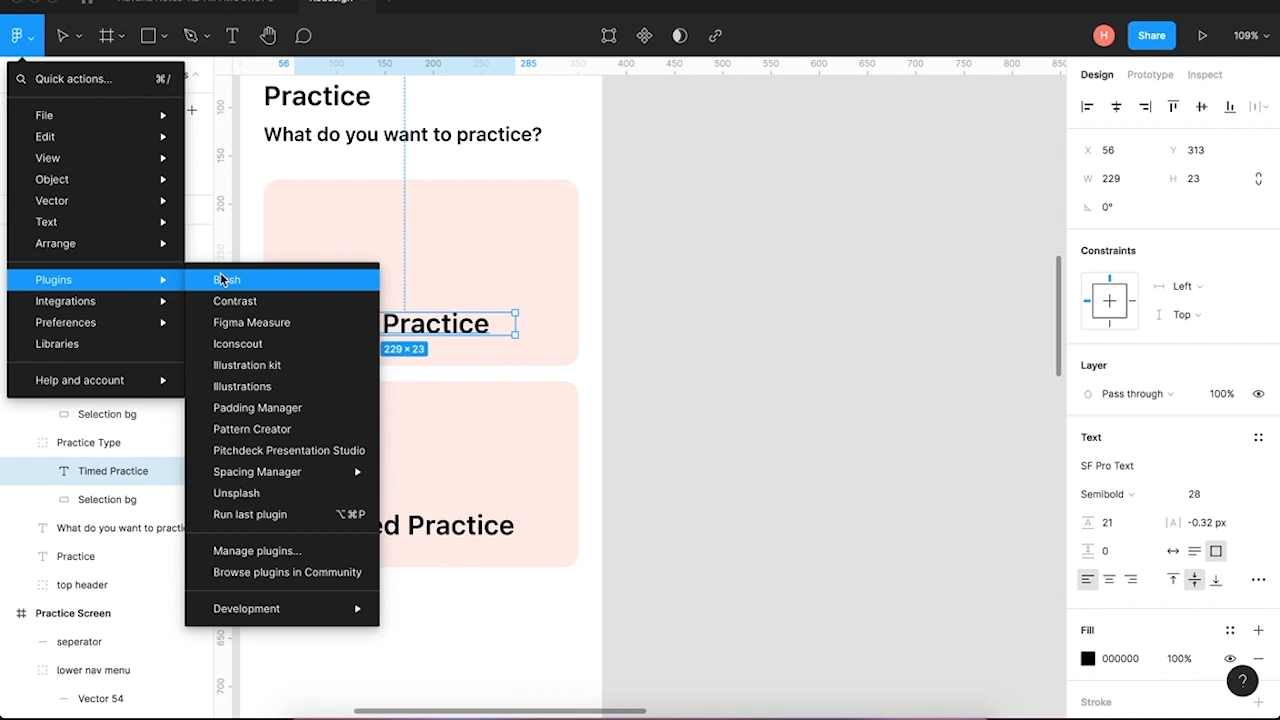 Share
109%
Quick actions... ⌘/
File
Edit
View
Object
Vector
Text
Arrange
Plugins
Integrations
Preferences
Libraries
Help and account
Contrast
Figma Measure
Iconscout
Illustration kit
Illustrations
Padding Manager
Pattern Creator
Pitchdeck Presentation Studio
Spacing Manager
Unsplash
Run last plugin ⌥⌘P
Manage plugins...
Browse plugins in Community
Development
Selection bg
Practice Type
Timed Practice
Selection bg
What do you want to
Practice
top header
Practice Screen
seperator
lower nav menu
Vector 54
56 100 150 200 285 350 400 450 500 550 600 650 700 750 800
100
150
200
650
700
Practice
What do you want to practice?
Practice
229 × 23
ed Practice
H
Design Prototype Inspect
X 56 Y 313
W 229 H 23
0°
Constraints
Left
Top
Layer
Pass through 100%
Text
SF Pro Text
Semibold 28
A 21 |A| -0.32 px
0
Fill
000000 100%
?
Stroke